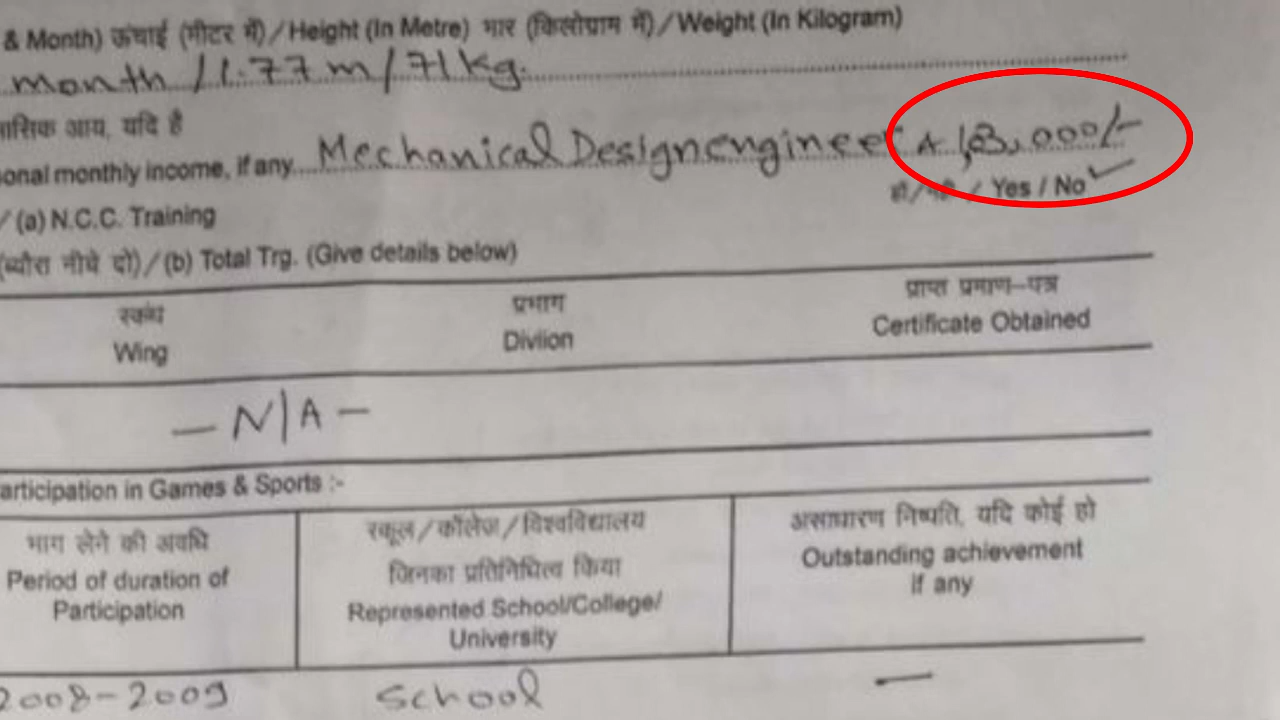 & Month) ऊंचाई (मीटर में)/Height (In Metre) भार (किलोग्राम में)/Weight (In Kilogram)
month / 1.77 m / 71 kg.
मासिक आय, यदि है
onal monthly income, if any Mechanical Design engineer 000/-
हां/नहीं / Yes / No ✓
/ (a) N.C.C. Training
(ब्यौरा नीचे दो)/(b) Total Trg. (Give details below)
स्कंध प्रभाग प्राप्त प्रमाण-पत्र
Wing Divlion Certificate Obtained
- N/A -
articipation in Games & Sports :-
भाग लेने की अवधि स्कूल/कॉलेज/विश्वविद्यालय असाधारण निष्पति, यदि कोई हो
Period of duration of जिनका प्रतिनिधित्व किया Outstanding achievement
Participation Represented School/College/ if any
University
2008-2009 School —